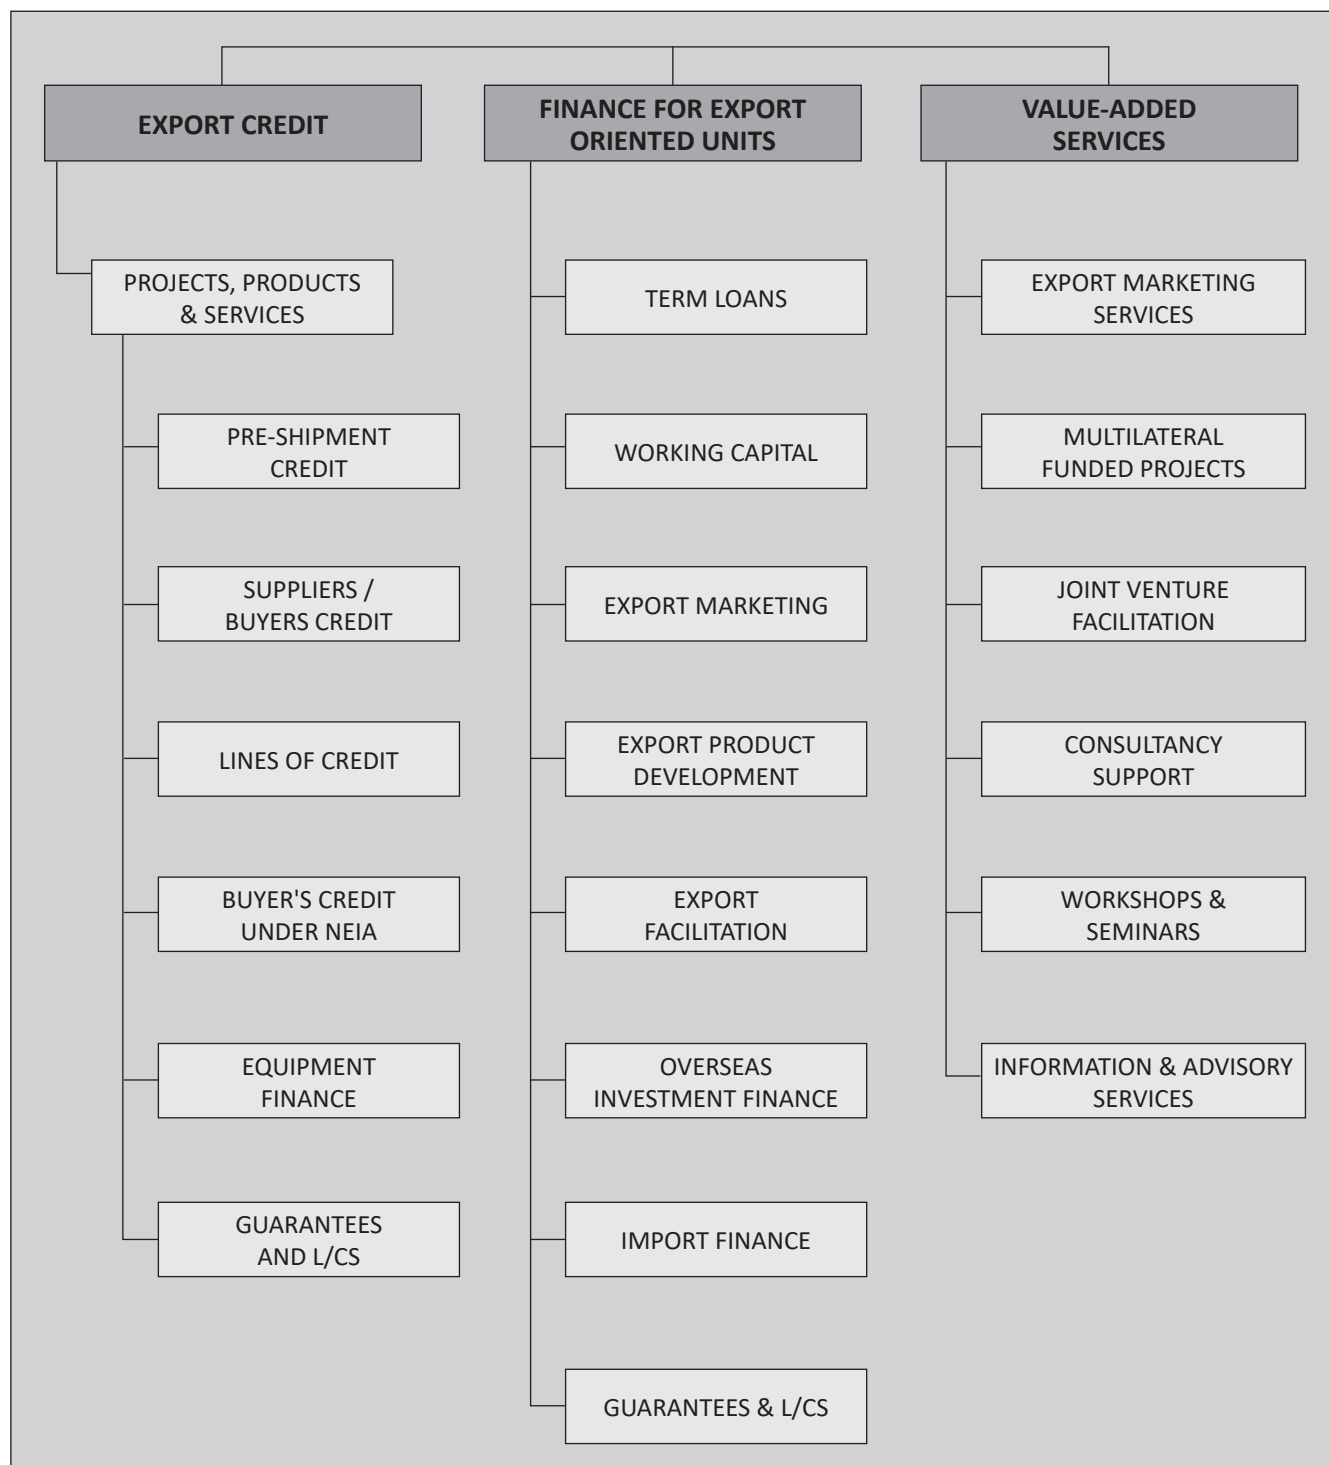 EXPORT CREDIT
PROJECTS, PRODUCTS
& SERVICES
PRE-SHIPMENT
CREDIT
SUPPLIERS /
BUYERS CREDIT
LINES OF CREDIT
BUYER'S CREDIT
UNDER NEIA
EQUIPMENT
FINANCE
GUARANTEES
AND L/CS
FINANCE FOR EXPORT
ORIENTED UNITS
TERM LOANS
WORKING CAPITAL
EXPORT MARKETING
EXPORT PRODUCT
DEVELOPMENT
EXPORT
FACILITATION
OVERSEAS
INVESTMENT FINANCE
IMPORT FINANCE
GUARANTEES & L/CS
VALUE-ADDED
SERVICES
EXPORT MARKETING
SERVICES
MULTILATERAL
FUNDED PROJECTS
JOINT VENTURE
FACILITATION
CONSULTANCY
SUPPORT
WORKSHOPS &
SEMINARS
INFORMATION & ADVISORY
SERVICES